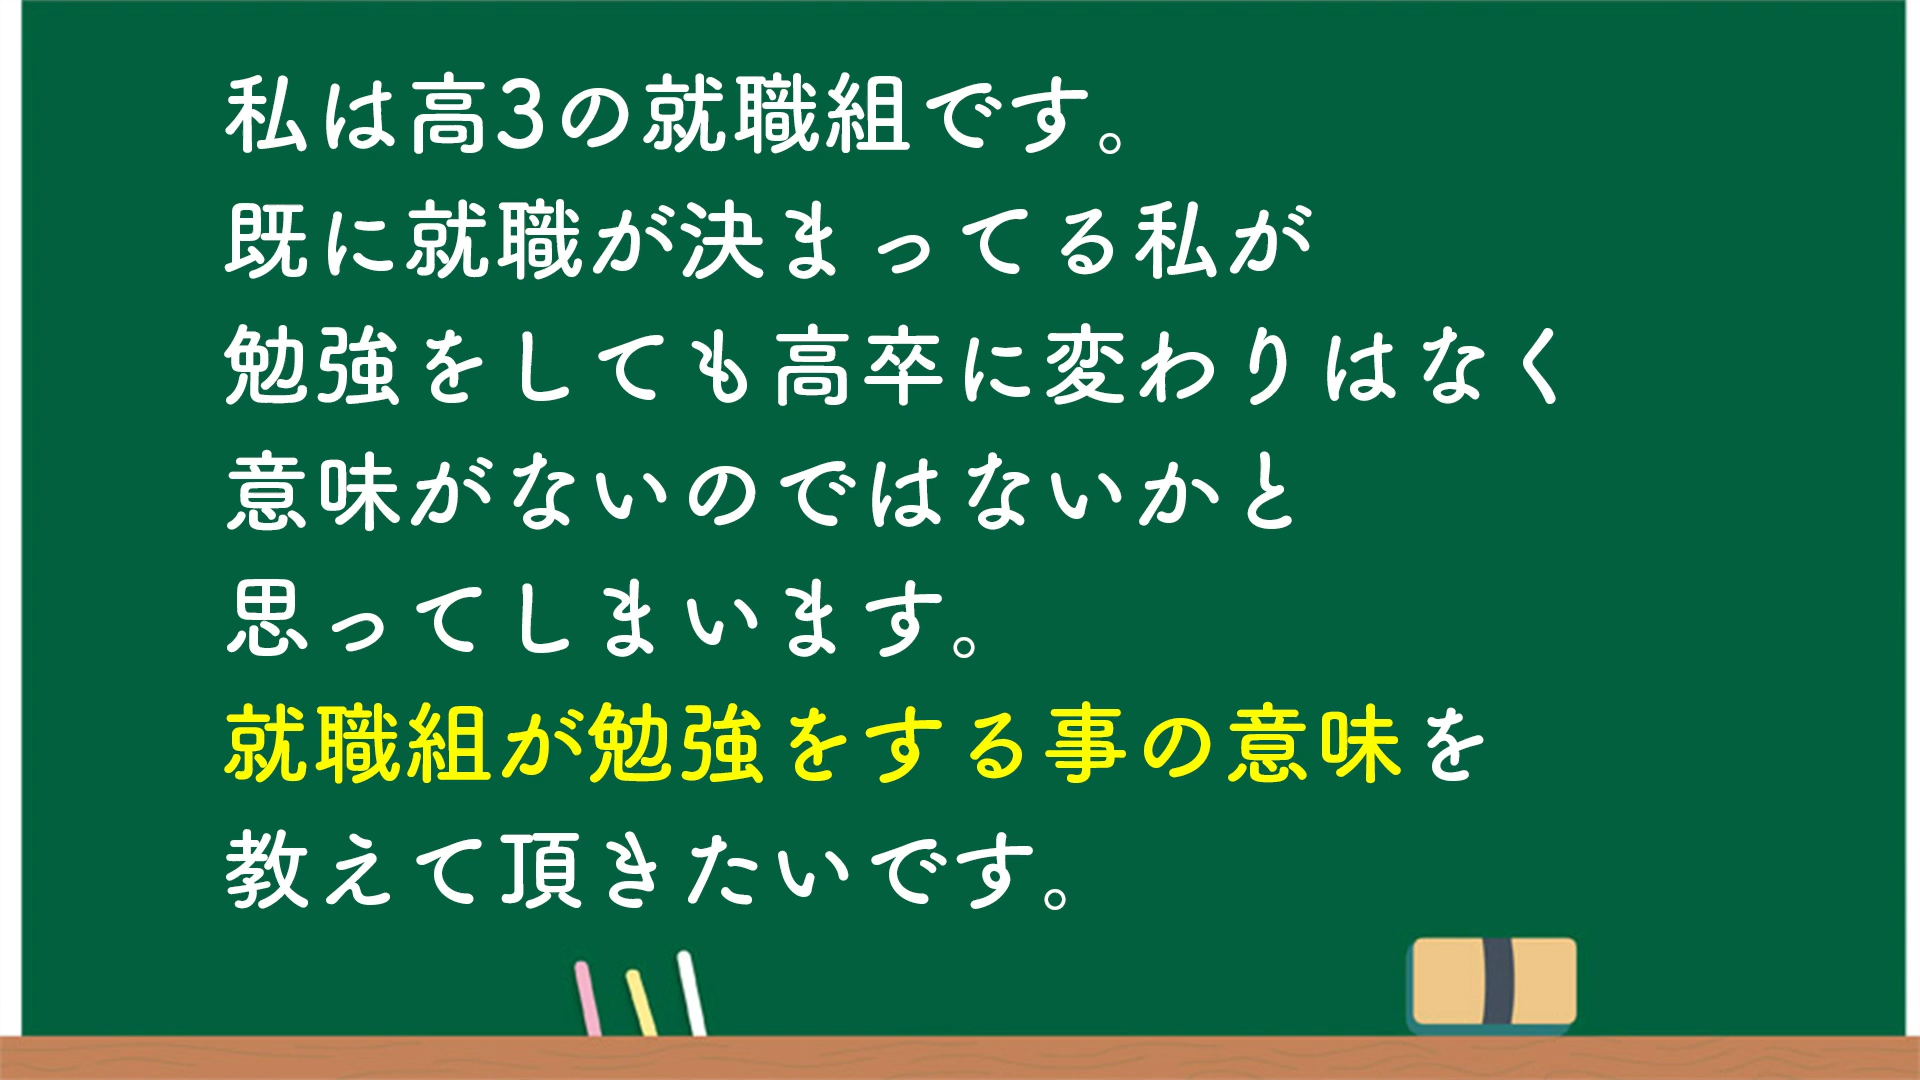 私は高3の就職組です。
既に就職が決まってる私が
勉強をしても高卒に変わりはなく
意味がないのではないかと
思ってしまいます。
就職組が勉強をする事の意味を
教えて頂きたいです。